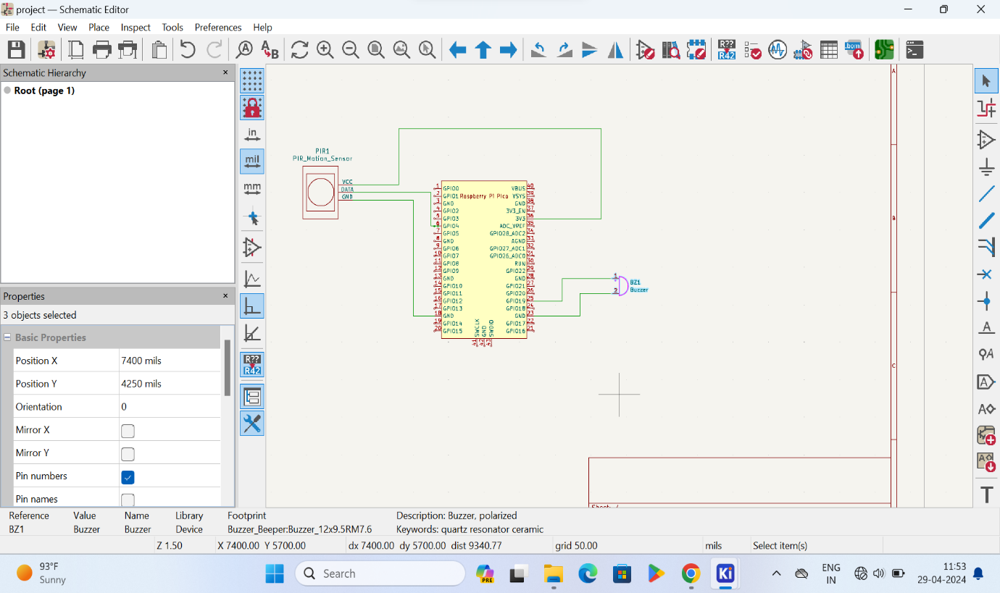 project — Schematic Editor
File Edit View Place Inspect Tools Preferences Help
Schematic Hierarchy
Root (page 1)
in
mil
mm
R??
R42
Properties
3 objects selected
Basic Properties
Position X 7400 mils
Position Y 4250 mils
Orientation 0
Mirror X
Mirror Y
Pin numbers
Pin names
PIR1
PIR_Motion_Sensor
VCC
DATA
GND
Raspberry Pi Pico
1 GPIO0
2 GPIO1
3 GND
4 GPIO2
5 GPIO3
6 GPIO4
7 GPIO5
8 GND
9 GPIO6
10 GPIO7
11 GPIO8
12 GPIO9
13 GND
14 GPIO10
15 GPIO11
16 GPIO12
17 GPIO13
18 GND
19 GPIO14
20 GPIO15
VBUS 40
VSYS 39
GND 38
3V3_EN 37
3V3 36
ADC_VREF 35
GPIO28_ADC2 34
AGND 33
GPIO27_ADC1 32
GPIO26_ADC0 31
RUN 30
GPIO22 29
GND 28
GPIO21 27
GPIO20 26
GPIO19 25
GPIO18 24
GND 23
GPIO17 22
GPIO16 21
SWCLK 41
GND 42
SWDIO 43
1
2
BZ1
Buzzer
A
B
C
Reference Value Name Library Footprint Description: Buzzer, polarized
BZ1 Buzzer Buzzer Device Buzzer_Beeper:Buzzer_12x9.5RM7.6 Keywords: quartz resonator ceramic
Z 1.50 X 7400.00 Y 5700.00 dx 7400.00 dy 5700.00 dist 9340.77 grid 50.00 mils Select item(s)
93°F
Sunny
Search
PRE
Ki
ENG
IN
11:53
29-04-2024